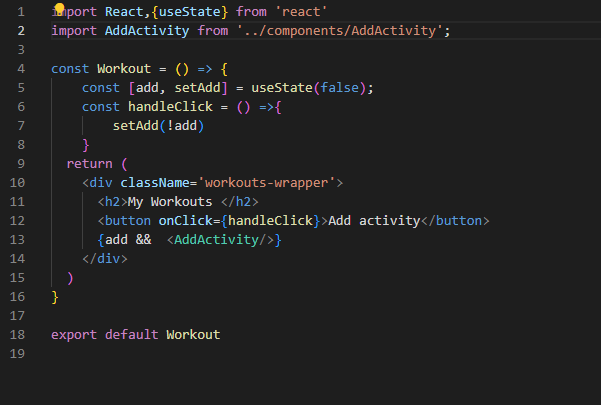 1 import React,{useState} from 'react'
2 import AddActivity from '../components/AddActivity';
3
4 const Workout = () => {
5     const [add, setAdd] = useState(false);
6     const handleClick = () =>{
7         setAdd(!add)
8     }
9   return (
10     <div className='workouts-wrapper'>
11       <h2>My Workouts </h2>
12       <button onClick={handleClick}>Add activity</button>
13       {add &&  <AddActivity/>}
14     </div>
15   )
16 }
17
18 export default Workout
19